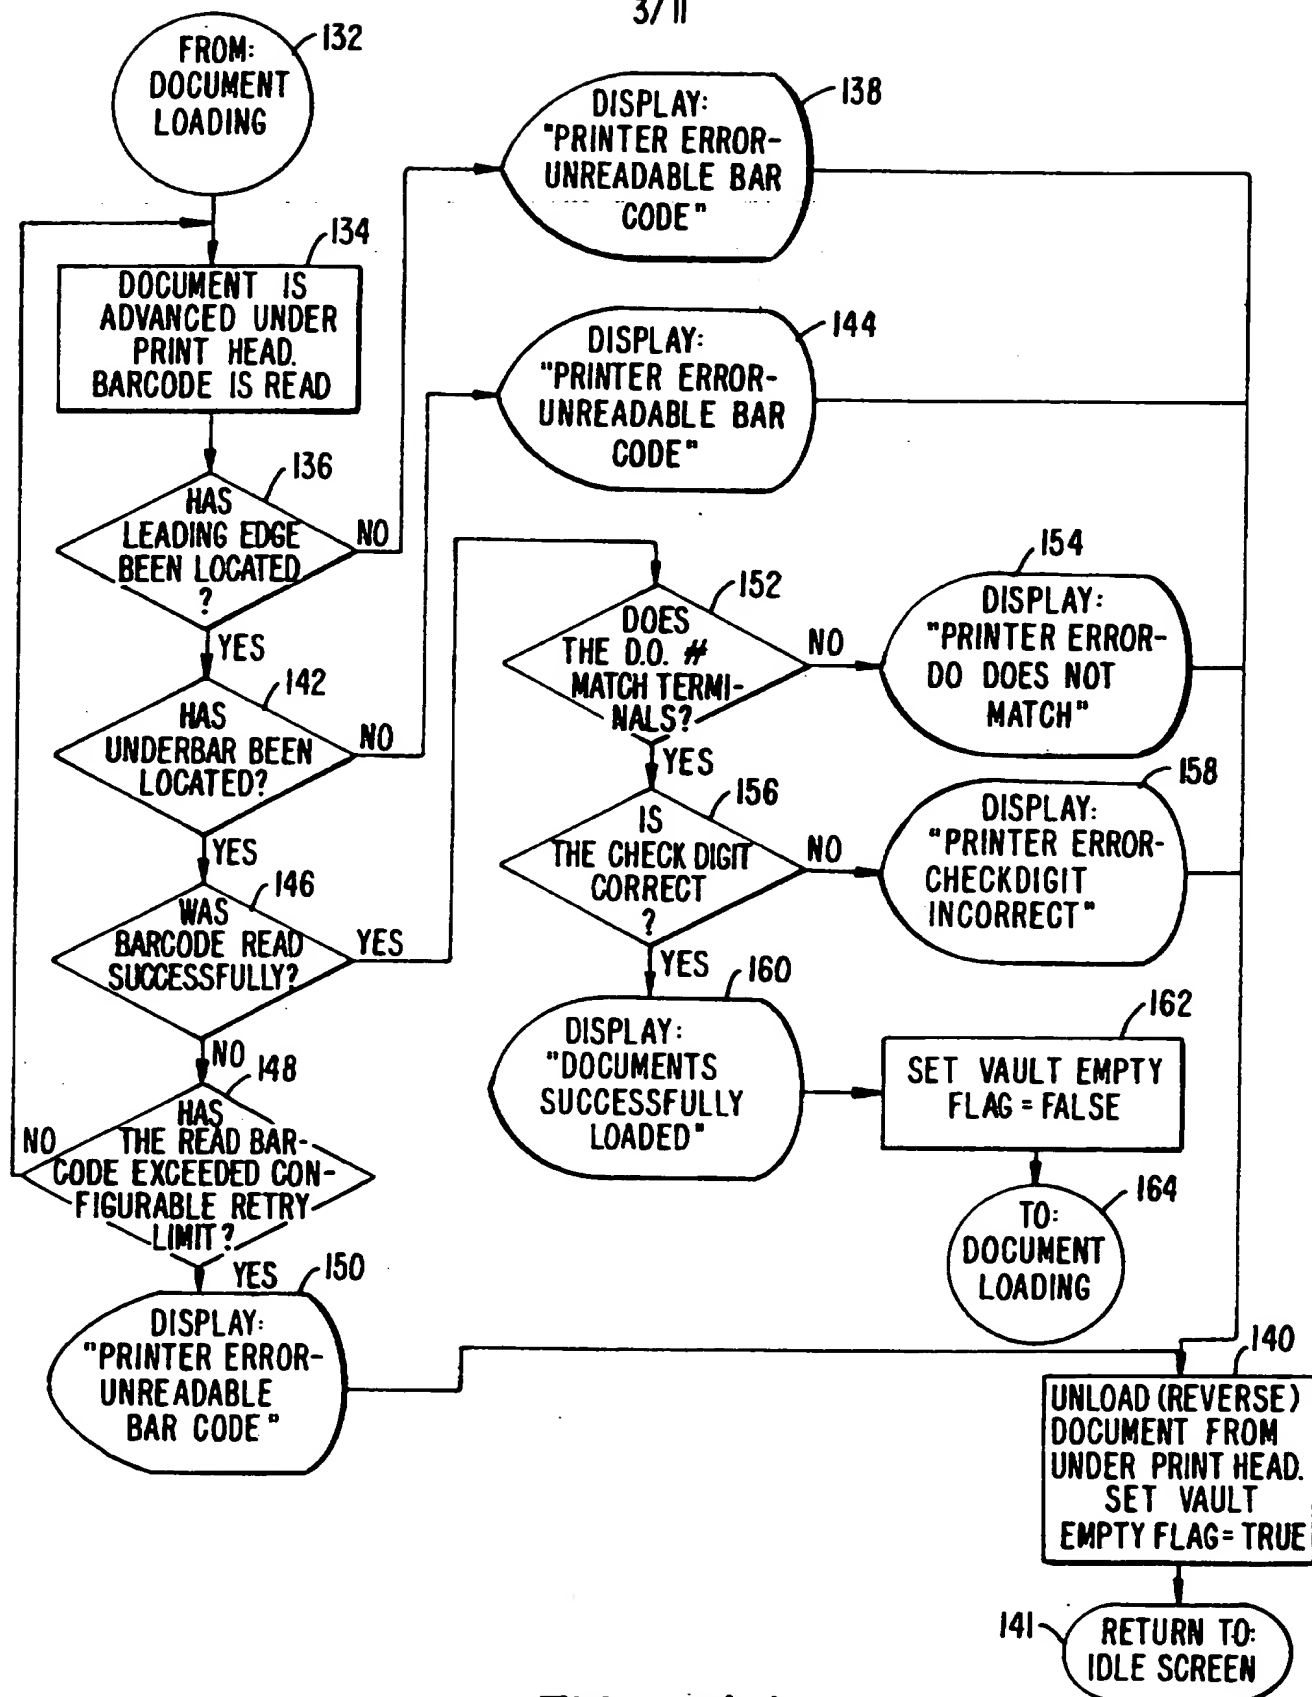 3/11
FROM:
DOCUMENT
LOADING
132
134
DOCUMENT IS
ADVANCED UNDER
PRINT HEAD.
BARCODE IS READ
136
HAS
LEADING EDGE
BEEN LOCATED
?
NO
YES
138
DISPLAY:
"PRINTER ERROR-
UNREADABLE BAR
CODE"
142
HAS
UNDERBAR BEEN
LOCATED?
NO
YES
144
DISPLAY:
"PRINTER ERROR-
UNREADABLE BAR
CODE"
146
WAS
BARCODE READ
SUCCESSFULLY?
YES
NO
148
HAS
THE READ BAR-
CODE EXCEEDED CON-
FIGURABLE RETRY
LIMIT?
NO
YES
150
DISPLAY:
"PRINTER ERROR-
UNREADABLE
BAR CODE"
152
DOES
THE D.O. #
MATCH TERMI-
NALS?
NO
YES
154
DISPLAY:
"PRINTER ERROR-
DO DOES NOT
MATCH"
156
IS
THE CHECK DIGIT
CORRECT
?
NO
YES
158
DISPLAY:
"PRINTER ERROR-
CHECKDIGIT
INCORRECT"
160
DISPLAY:
"DOCUMENTS
SUCCESSFULLY
LOADED"
162
SET VAULT EMPTY
FLAG = FALSE
164
TO:
DOCUMENT
LOADING
140
UNLOAD (REVERSE)
DOCUMENT FROM
UNDER PRINT HEAD.
SET VAULT
EMPTY FLAG = TRUE
141
RETURN TO:
IDLE SCREEN